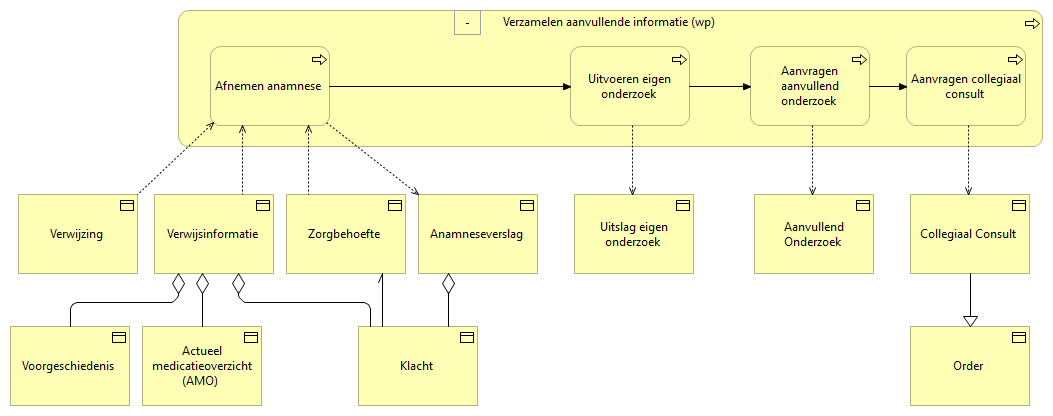 - Verzamelen aanvullende informatie (wp)
Afnemen anamnese
Uitvoeren eigen
onderzoek
Aanvragen
aanvullend
onderzoek
Aanvragen collegiaal
consult
Verwijzing
Verwijsinformatie
Zorgbehoefte
Anamneseverslag
Uitslag eigen
onderzoek
Aanvullend
Onderzoek
Collegiaal Consult
Voorgeschiedenis
Actueel
medicatieoverzicht
(AMO)
Klacht
Order